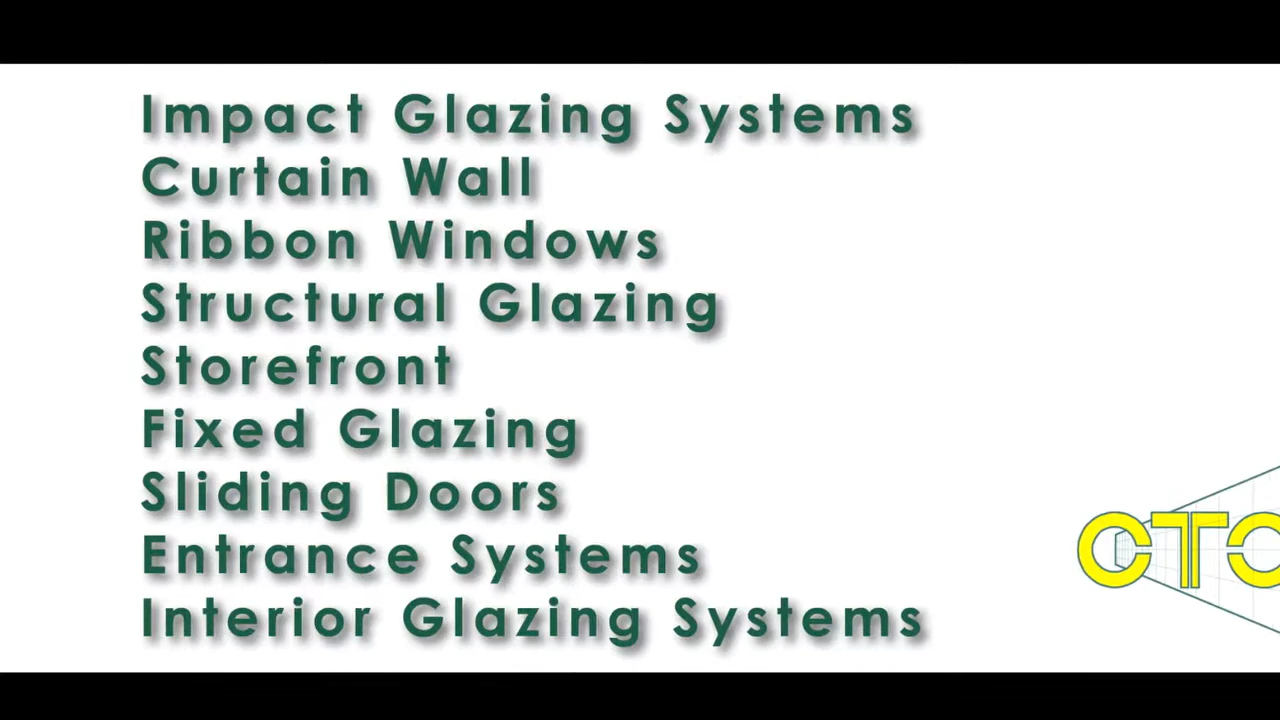 Impact Glazing Systems
Curtain Wall
Ribbon Windows
Structural Glazing
Storefront
Fixed Glazing
Sliding Doors
Entrance Systems
Interior Glazing Systems